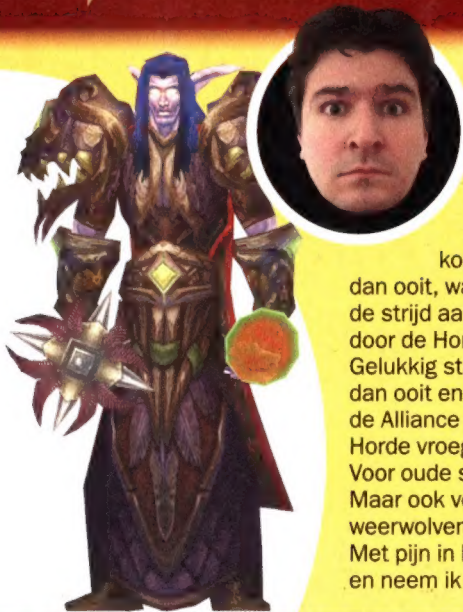 ko
dan ooit, wa
de strijd aa
door de Hor
Gelukkig st
dan ooit en
de Alliance
Horde vroeg
Voor oude s
Maar ook ve
weerwolven
Met pijn in
en neem ik